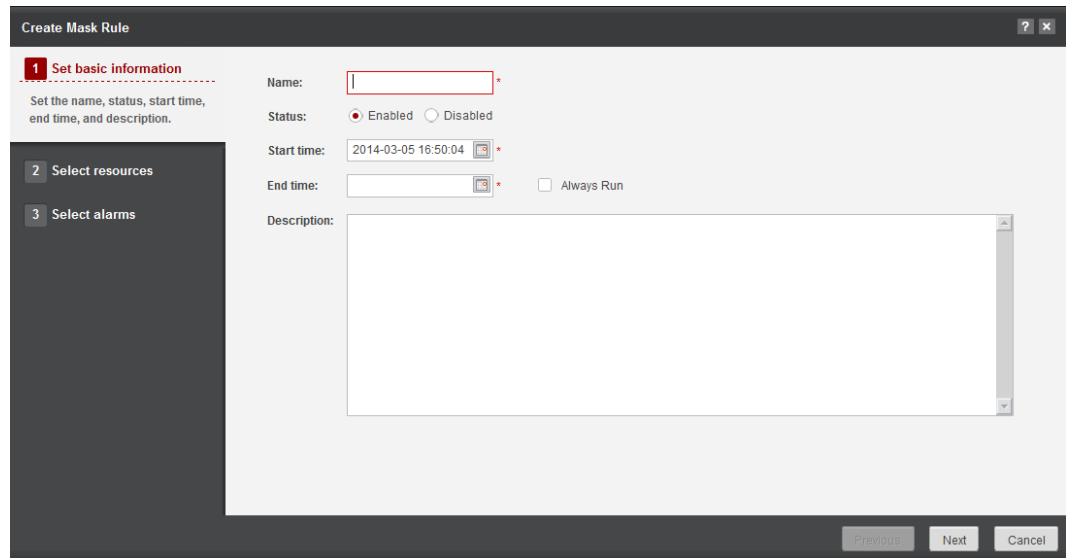 Create Mask Rule
? ×
1 Set basic information
Set the name, status, start time,
end time, and description.
2 Select resources
3 Select alarms
Name: *
Status: Enabled Disabled
Start time: 2014-03-05 16:50:04 *
End time: * Always Run
Description:
Previous Next Cancel